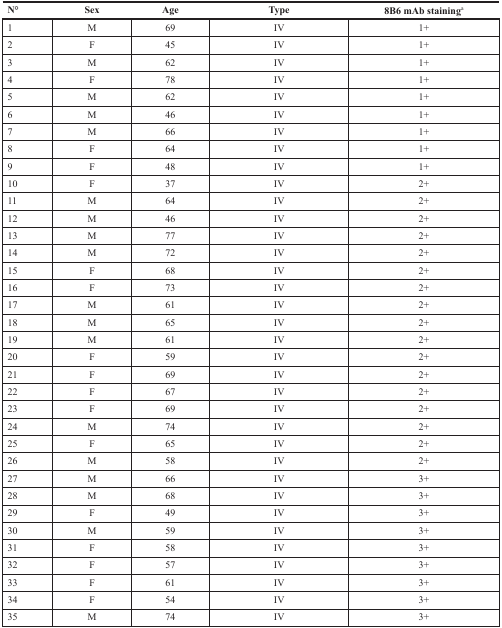 N° Sex Age Type 8B6 mAb staininga
1 M 69 IV 1+
2 F 45 IV 1+
3 M 62 IV 1+
4 F 78 IV 1+
5 M 62 IV 1+
6 M 46 IV 1+
7 M 66 IV 1+
8 F 64 IV 1+
9 F 48 IV 1+
10 F 37 IV 2+
11 M 64 IV 2+
12 M 46 IV 2+
13 M 77 IV 2+
14 M 72 IV 2+
15 F 68 IV 2+
16 F 73 IV 2+
17 M 61 IV 2+
18 M 65 IV 2+
19 M 61 IV 2+
20 F 59 IV 2+
21 F 69 IV 2+
22 F 67 IV 2+
23 F 69 IV 2+
24 M 74 IV 2+
25 F 65 IV 2+
26 M 58 IV 2+
27 M 66 IV 3+
28 M 68 IV 3+
29 F 49 IV 3+
30 M 59 IV 3+
31 F 58 IV 3+
32 F 57 IV 3+
33 F 61 IV 3+
34 F 54 IV 3+
35 M 74 IV 3+